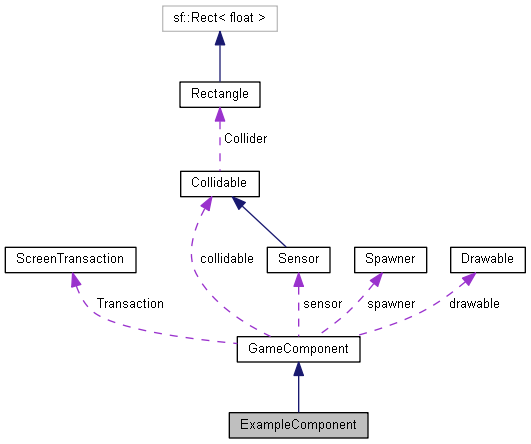 sf::Rect< float >
Rectangle
Collider
Collidable
collidable
ScreenTransaction
Sensor
Spawner
Drawable
Transaction
sensor
spawner
drawable
GameComponent
ExampleComponent